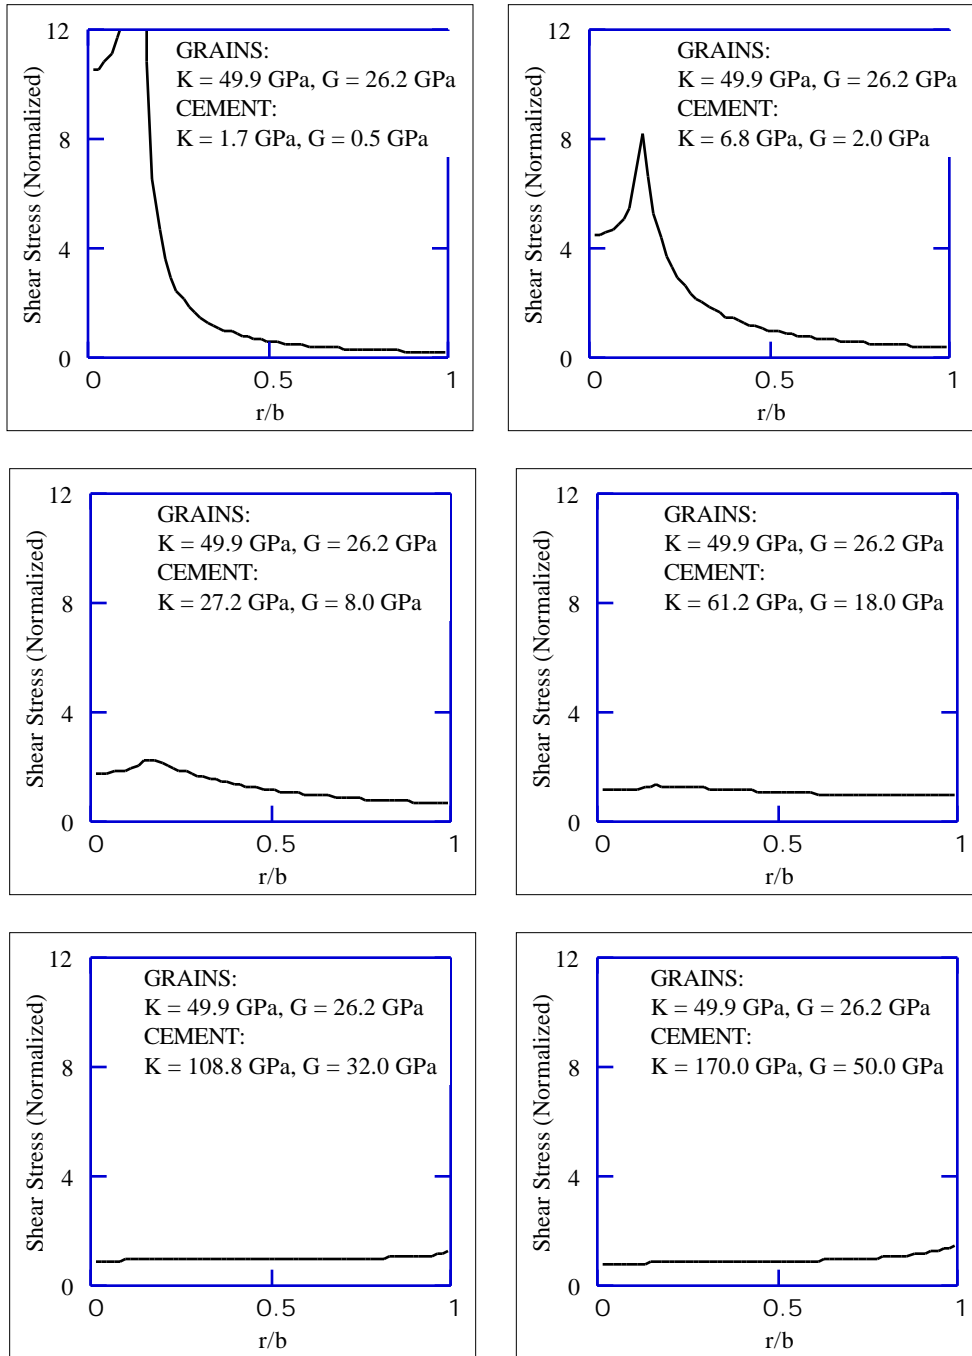 12
8
4
0
Shear Stress (Normalized)
GRAINS:
K = 49.9 GPa, G = 26.2 GPa
CEMENT:
K = 1.7 GPa, G = 0.5 GPa
0 0.5 1
r/b
12
8
4
0
Shear Stress (Normalized)
GRAINS:
K = 49.9 GPa, G = 26.2 GPa
CEMENT:
K = 6.8 GPa, G = 2.0 GPa
0 0.5 1
r/b
12
8
4
0
Shear Stress (Normalized)
GRAINS:
K = 49.9 GPa, G = 26.2 GPa
CEMENT:
K = 27.2 GPa, G = 8.0 GPa
0 0.5 1
r/b
12
8
4
0
Shear Stress (Normalized)
GRAINS:
K = 49.9 GPa, G = 26.2 GPa
CEMENT:
K = 61.2 GPa, G = 18.0 GPa
0 0.5 1
r/b
12
8
4
0
Shear Stress (Normalized)
GRAINS:
K = 49.9 GPa, G = 26.2 GPa
CEMENT:
K = 108.8 GPa, G = 32.0 GPa
0 0.5 1
r/b
12
8
4
0
Shear Stress (Normalized)
GRAINS:
K = 49.9 GPa, G = 26.2 GPa
CEMENT:
K = 170.0 GPa, G = 50.0 GPa
0 0.5 1
r/b